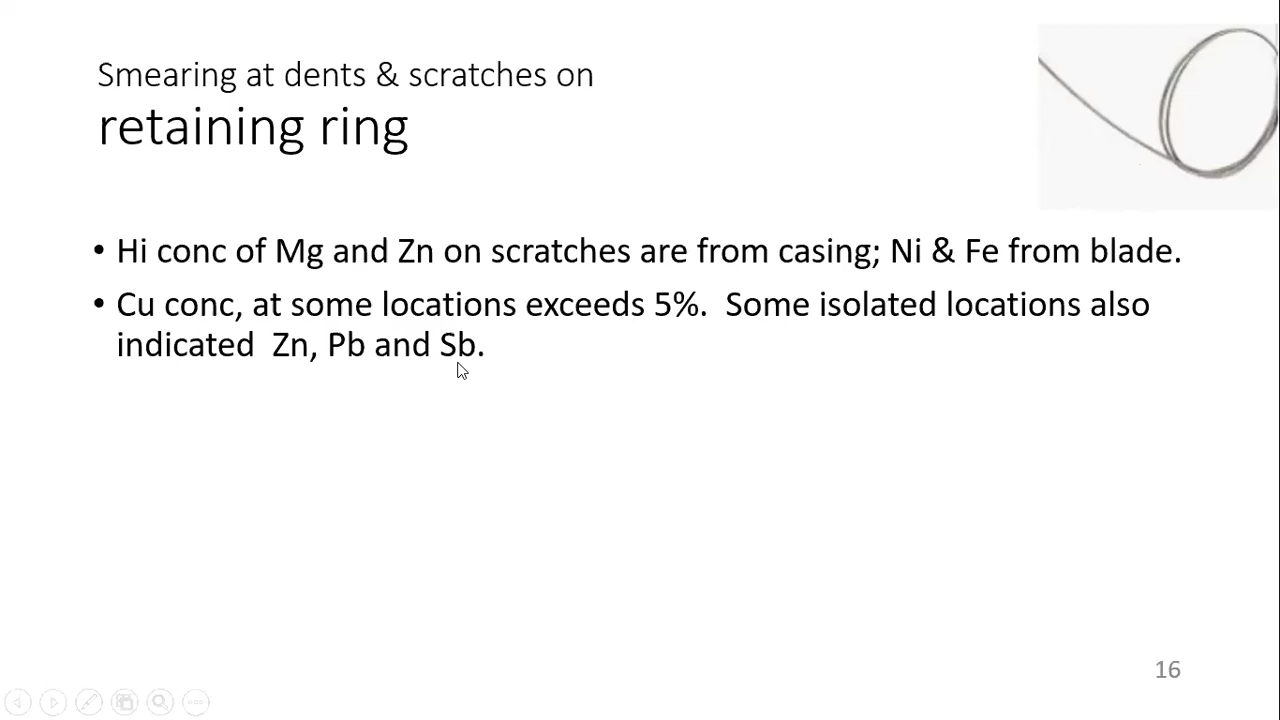 Smearing at dents & scratches on
retaining ring
• Hi conc of Mg and Zn on scratches are from casing; Ni & Fe from blade.
• Cu conc, at some locations exceeds 5%.  Some isolated locations also
indicated  Zn, Pb and Sb.
16